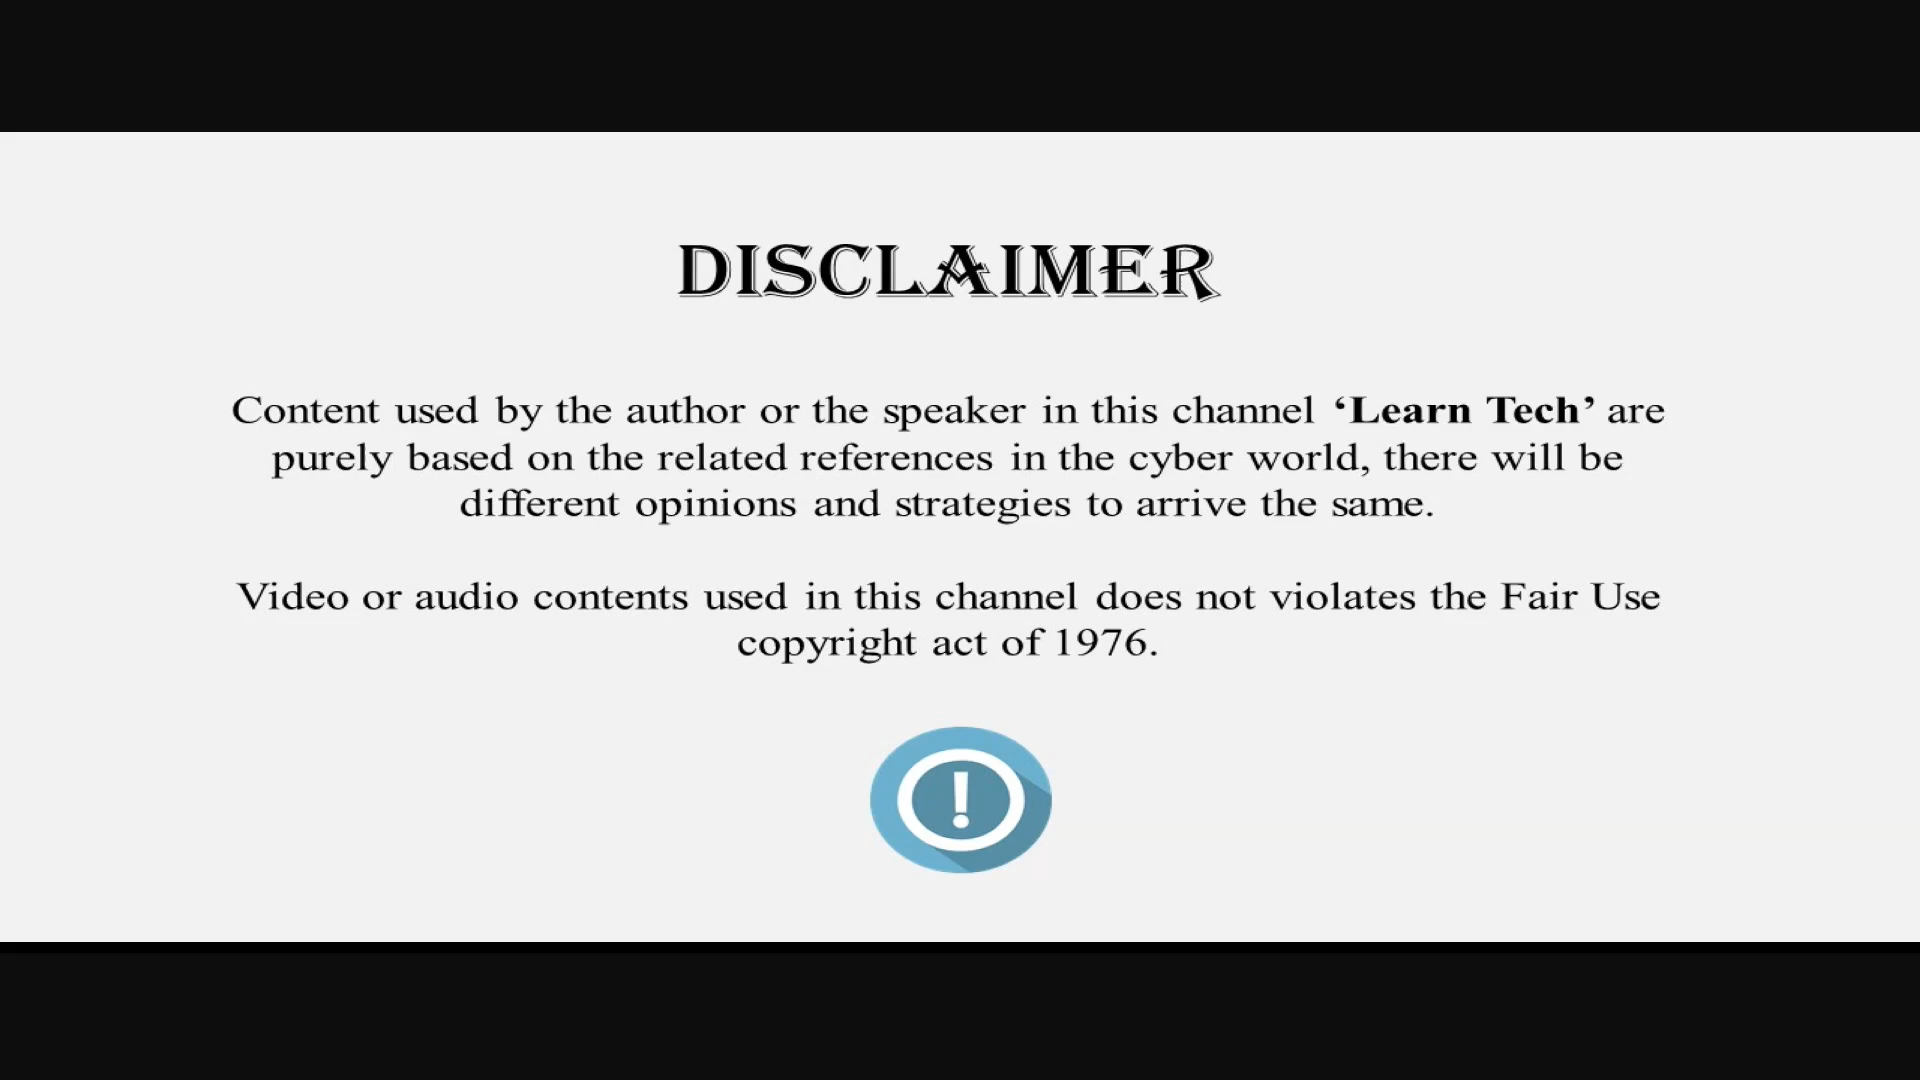 DISCLAIMER
Content used by the author or the speaker in this channel ‘Learn Tech’ are
purely based on the related references in the cyber world, there will be
different opinions and strategies to arrive the same.
Video or audio contents used in this channel does not violates the Fair Use
copyright act of 1976.
!